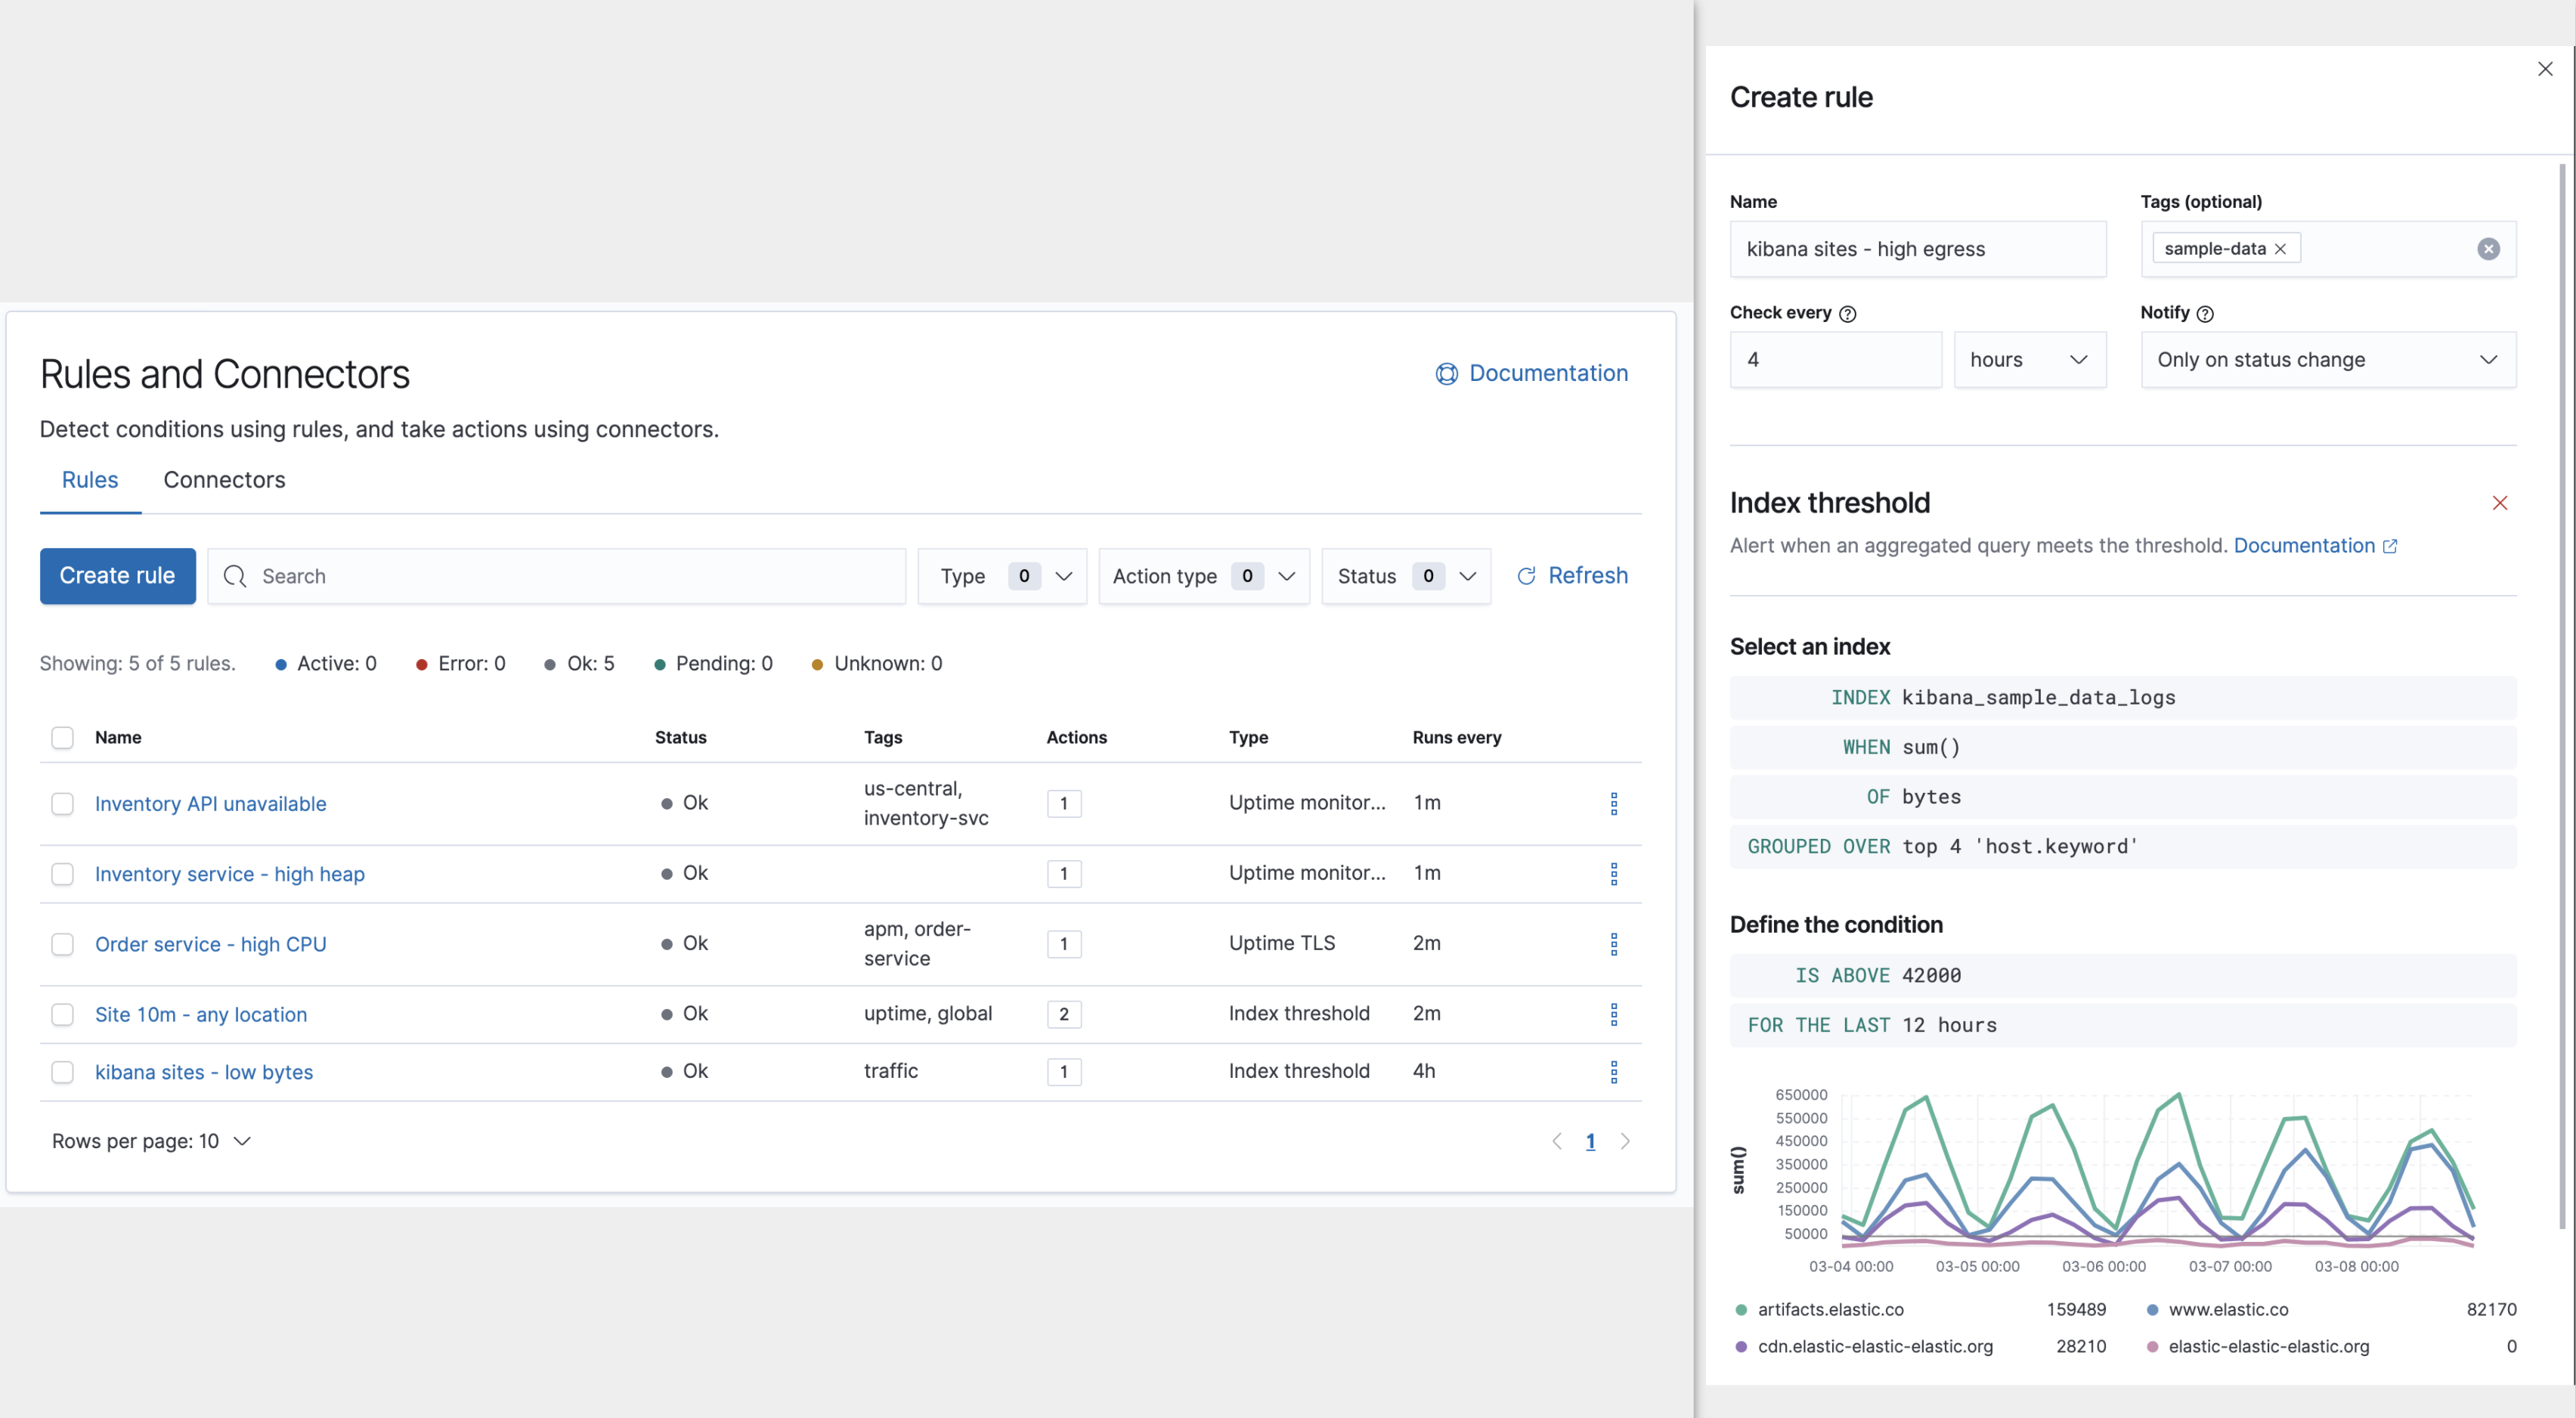 Rules and Connectors
Documentation
Detect conditions using rules, and take actions using connectors.
Rules Connectors
Create rule Search Type 0 Action type 0 Status 0 Refresh
Showing: 5 of 5 rules. Active: 0 Error: 0 Ok: 5 Pending: 0 Unknown: 0
Name Status Tags Actions Type Runs every
Inventory API unavailable Ok us-central, inventory-svc 1 Uptime monitor... 1m
Inventory service - high heap Ok 1 Uptime monitor... 1m
Order service - high CPU Ok apm, order-service 1 Uptime TLS 2m
Site 10m - any location Ok uptime, global 2 Index threshold 2m
kibana sites - low bytes Ok traffic 1 Index threshold 4h
Rows per page: 10 1
Create rule
Name Tags (optional)
kibana sites - high egress sample-data
Check every Notify
4 hours Only on status change
Index threshold
Alert when an aggregated query meets the threshold. Documentation
Select an index
INDEX kibana_sample_data_logs
WHEN sum()
OF bytes
GROUPED OVER top 4 'host.keyword'
Define the condition
IS ABOVE 42000
FOR THE LAST 12 hours
sum()
650000
550000
450000
350000
250000
150000
50000
03-04 00:00 03-05 00:00 03-06 00:00 03-07 00:00 03-08 00:00
artifacts.elastic.co 159489 www.elastic.co 82170
cdn.elastic-elastic-elastic.org 28210 elastic-elastic-elastic.org 0